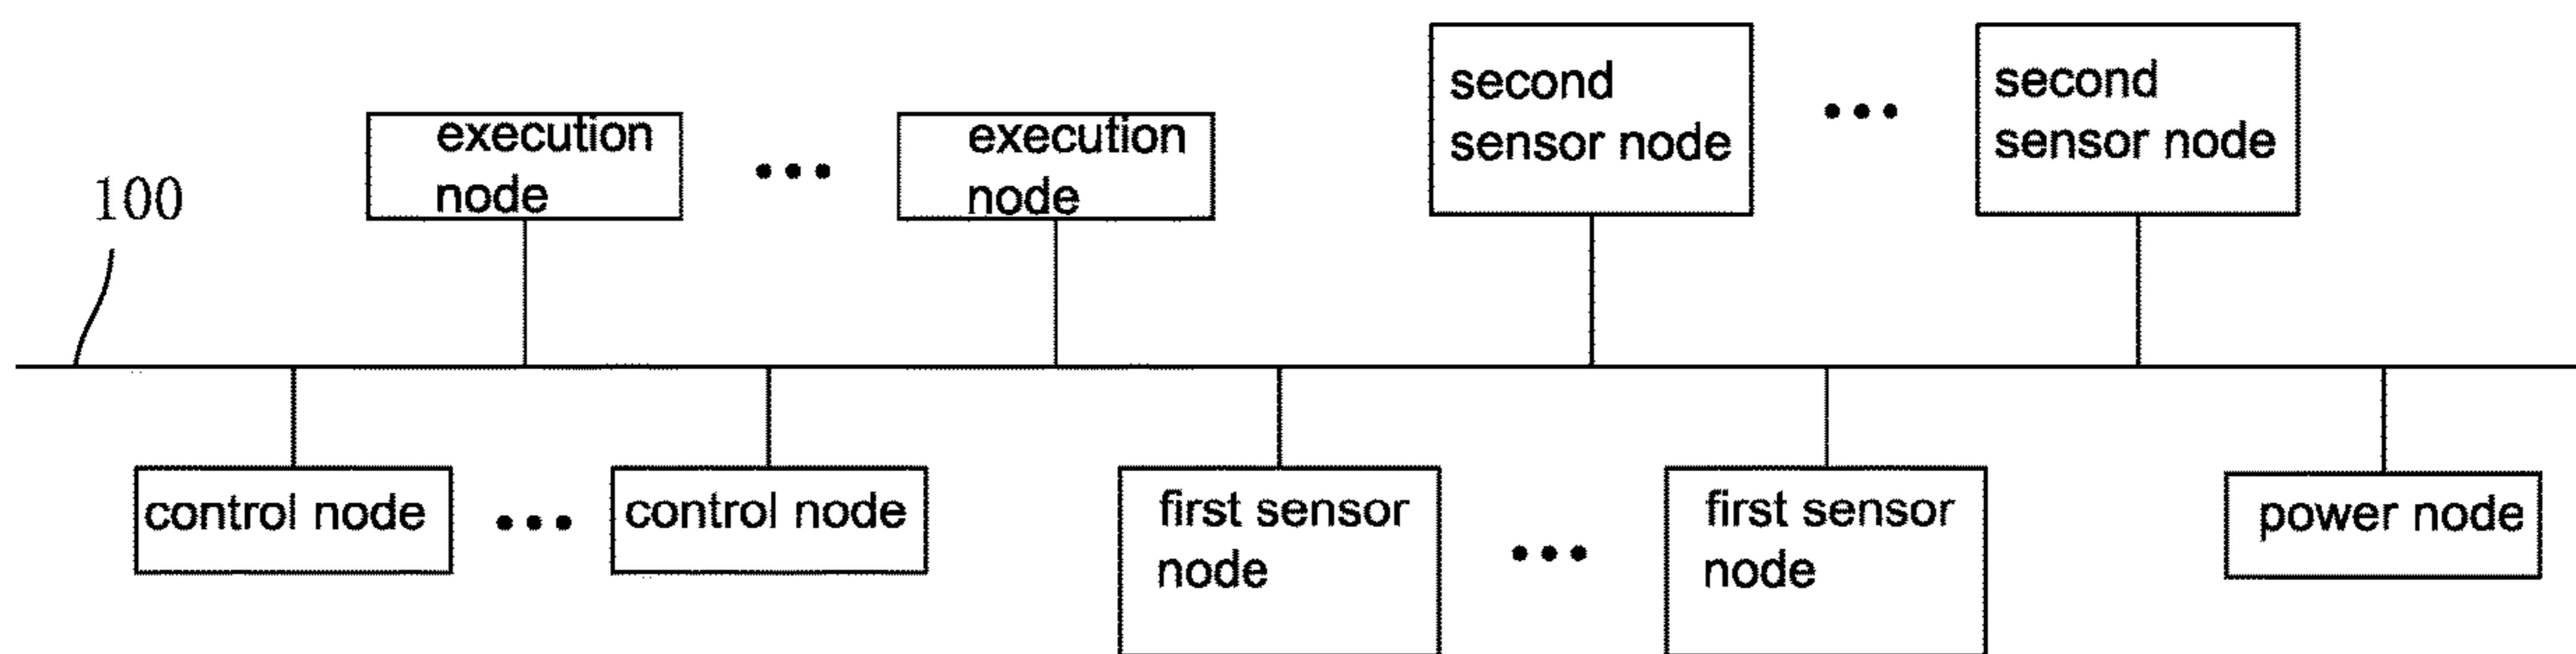 second
sensor node
...
second
sensor node
execution
node
...
execution
node
100
control node
...
control node
first sensor
node
...
first sensor
node
power node